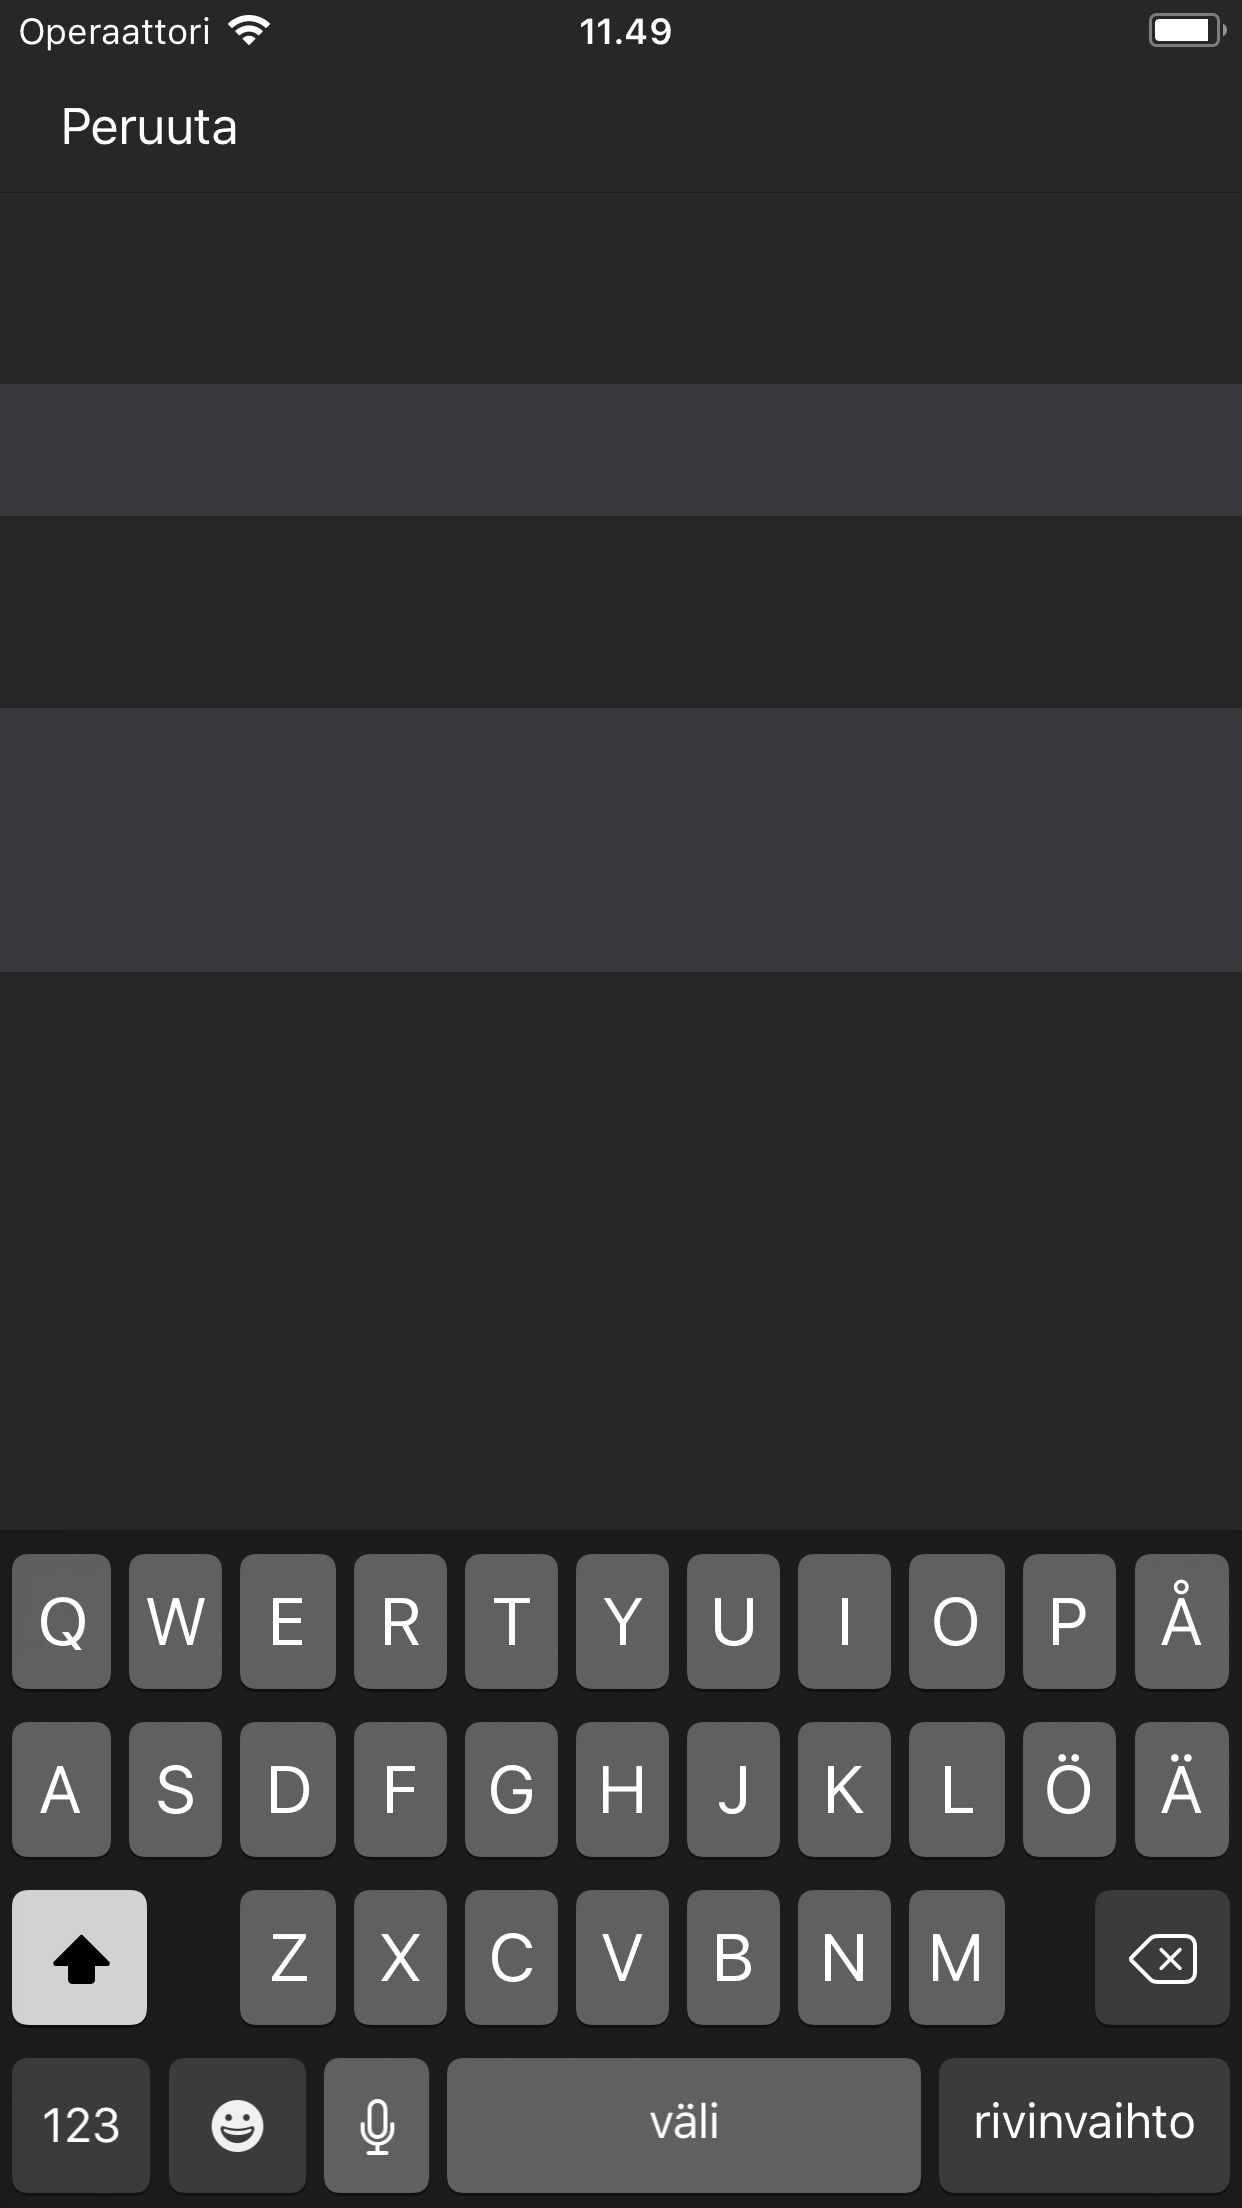 Operaattori 11.49
Peruuta
Q W E R T Y U I O P Å
A S D F G H J K L Ö Ä
Z X C V B N M
123 väli rivinvaihto